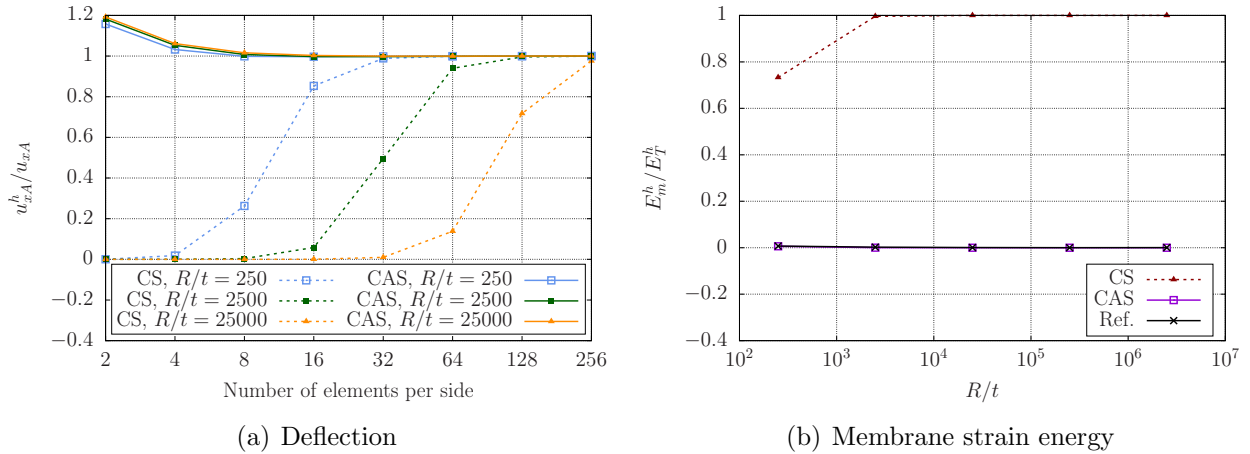 1.2
1
0.8
0.6
0.4
0.2
0
−0.2
−0.4
u^h_{xA}/u_{xA}
CS, R/t = 250
CS, R/t = 2500
CS, R/t = 25000
CAS, R/t = 250
CAS, R/t = 2500
CAS, R/t = 25000
2 4 8 16 32 64 128 256
Number of elements per side
(a) Deflection
1
0.8
0.6
0.4
0.2
0
−0.2
−0.4
E^h_m/E^h_T
CS
CAS
Ref.
10^2 10^3 10^4 10^5 10^6 10^7
R/t
(b) Membrane strain energy